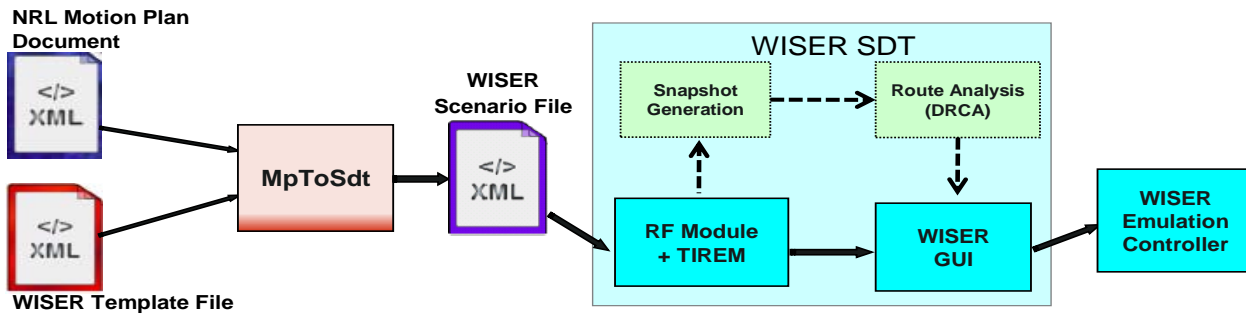 NRL Motion Plan
Document
</>
XML
</>
XML
WISER Template File
MpToSdt
WISER
Scenario File
</>
XML
WISER SDT
Snapshot
Generation
Route Analysis
(DRCA)
RF Module
+ TIREM
WISER
GUI
WISER
Emulation
Controller